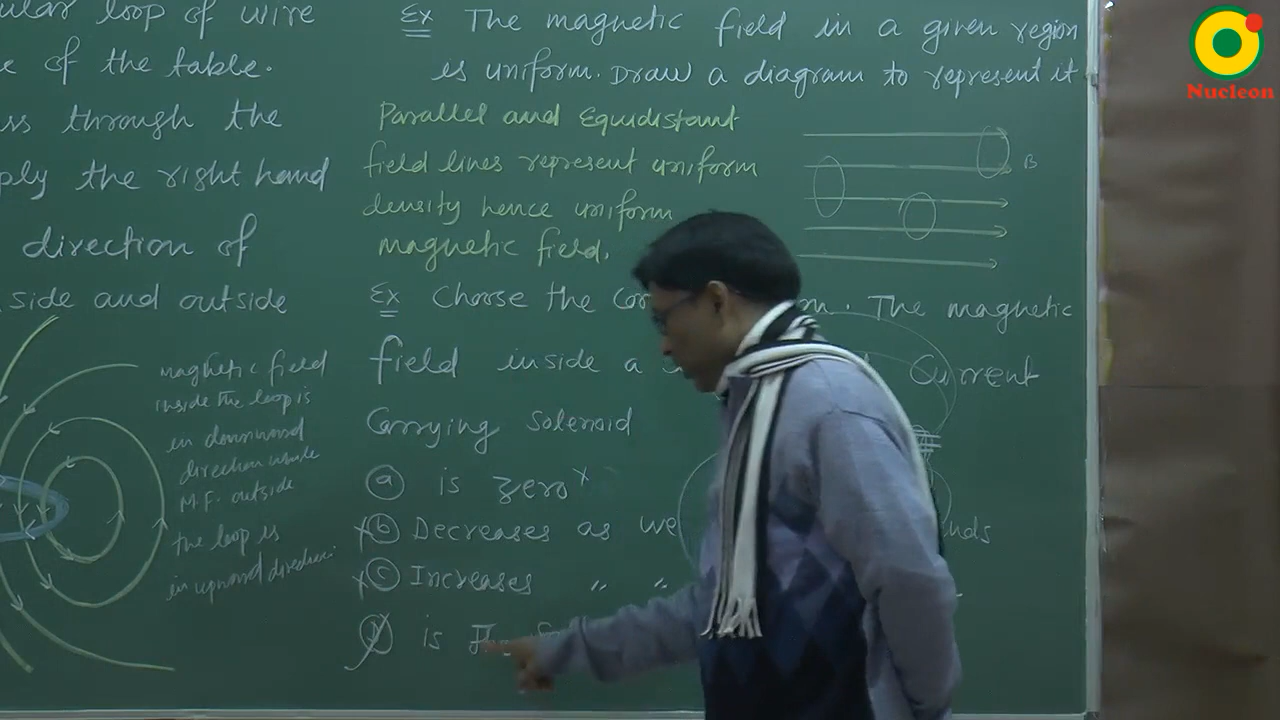 ular loop of wire
e of the table.
ss through the
ply the right hand
direction of
side and outside
magnetic field
inside the loop is
in downward
direction while
M.F. outside
the loop is
in upward direction.
Ex The magnetic field in a given region
is uniform. Draw a diagram to represent it
Parallel and Equidistant
field lines represent uniform
density hence uniform
magnetic field.
B
Ex Choose the The magnetic
field inside a Current
Carrying Solenoid
(a) is zero x
x (b) Decreases as we nds
x (c) Increases " "
(d) is
Nucleon